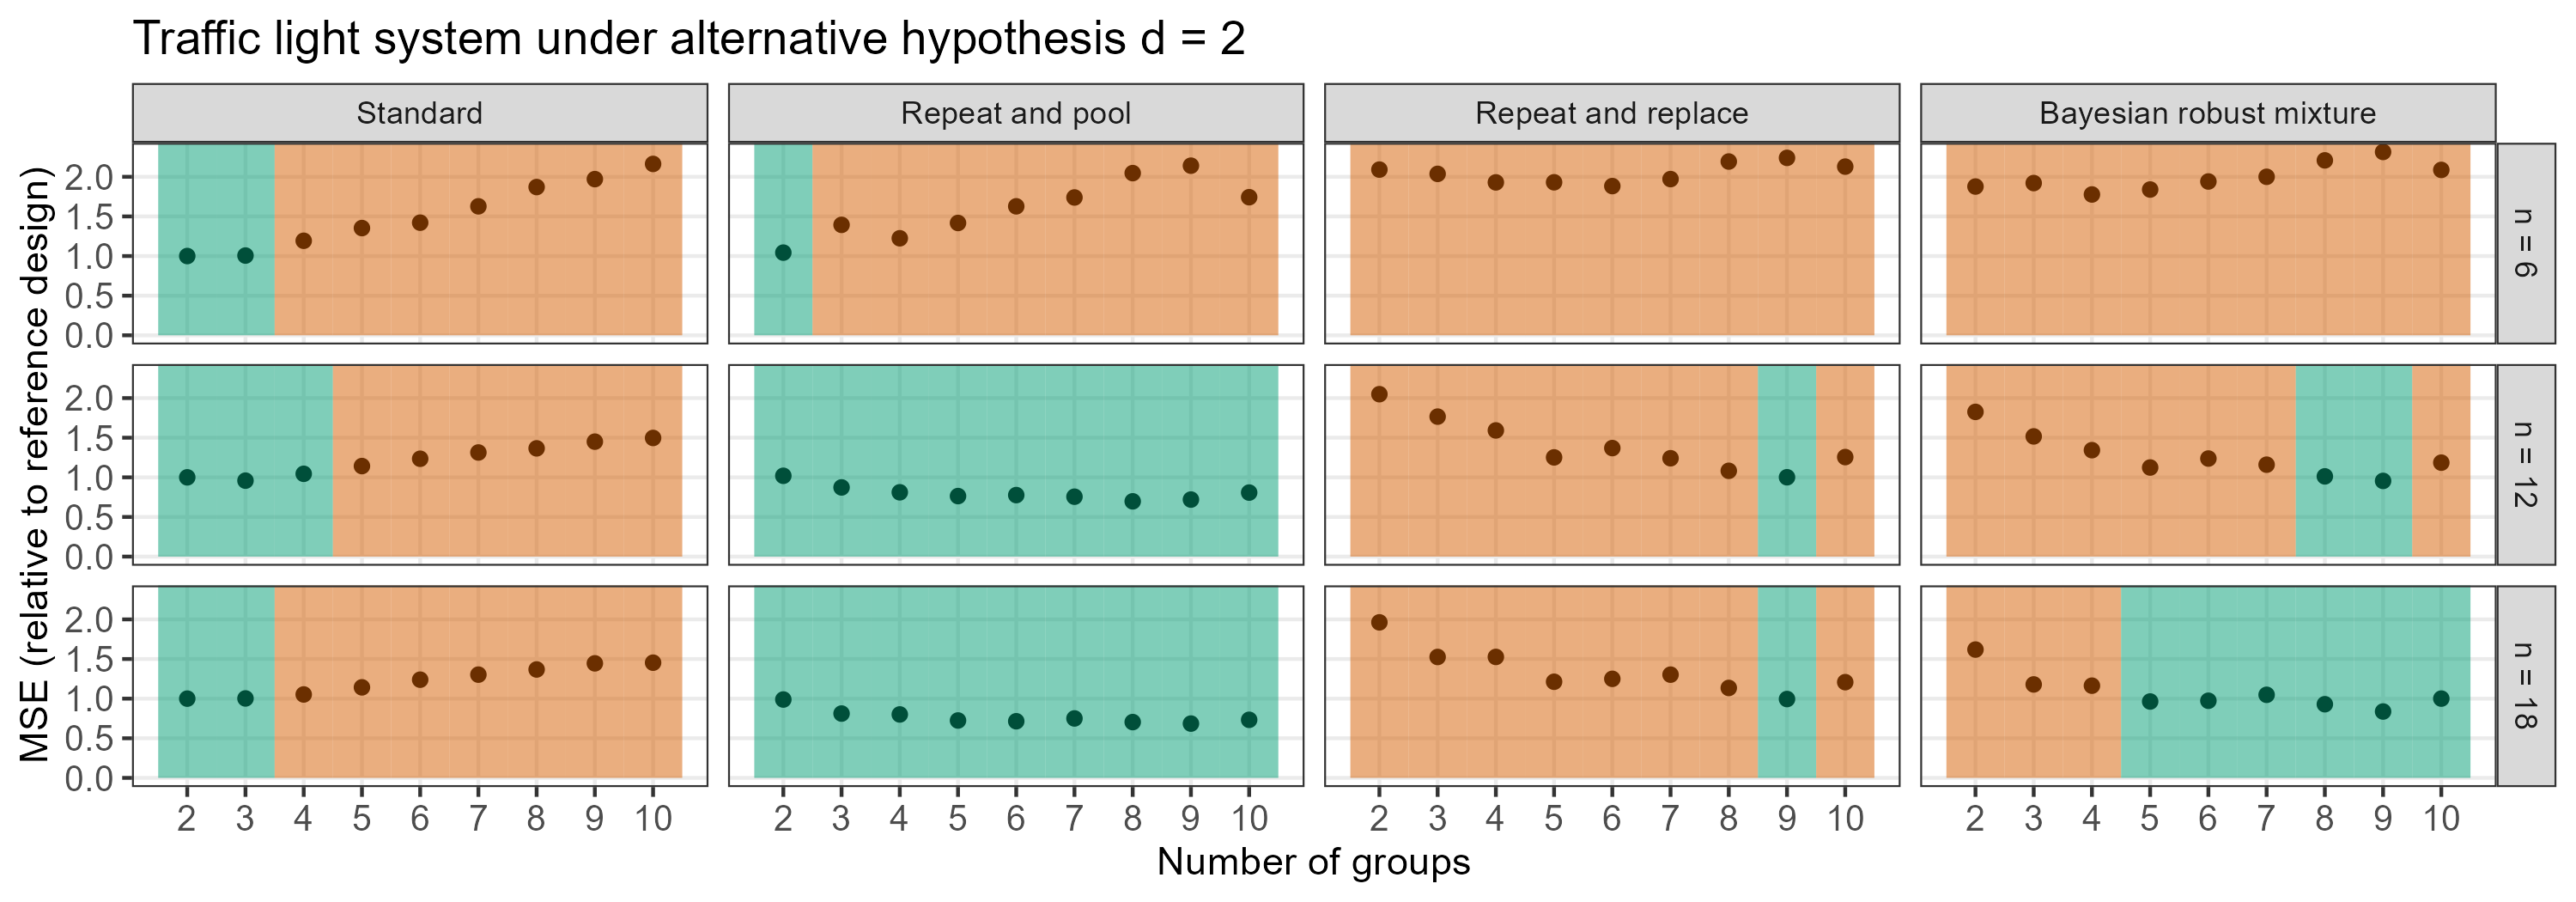 Traffic light system under alternative hypothesis d = 2
Standard
Repeat and pool
Repeat and replace
Bayesian robust mixture
MSE (relative to reference design)
2.0
1.5
1.0
0.5
0.0
n = 6
2.0
1.5
1.0
0.5
0.0
n = 12
2.0
1.5
1.0
0.5
0.0
n = 18
2 3 4 5 6 7 8 9 10
2 3 4 5 6 7 8 9 10
2 3 4 5 6 7 8 9 10
2 3 4 5 6 7 8 9 10
Number of groups